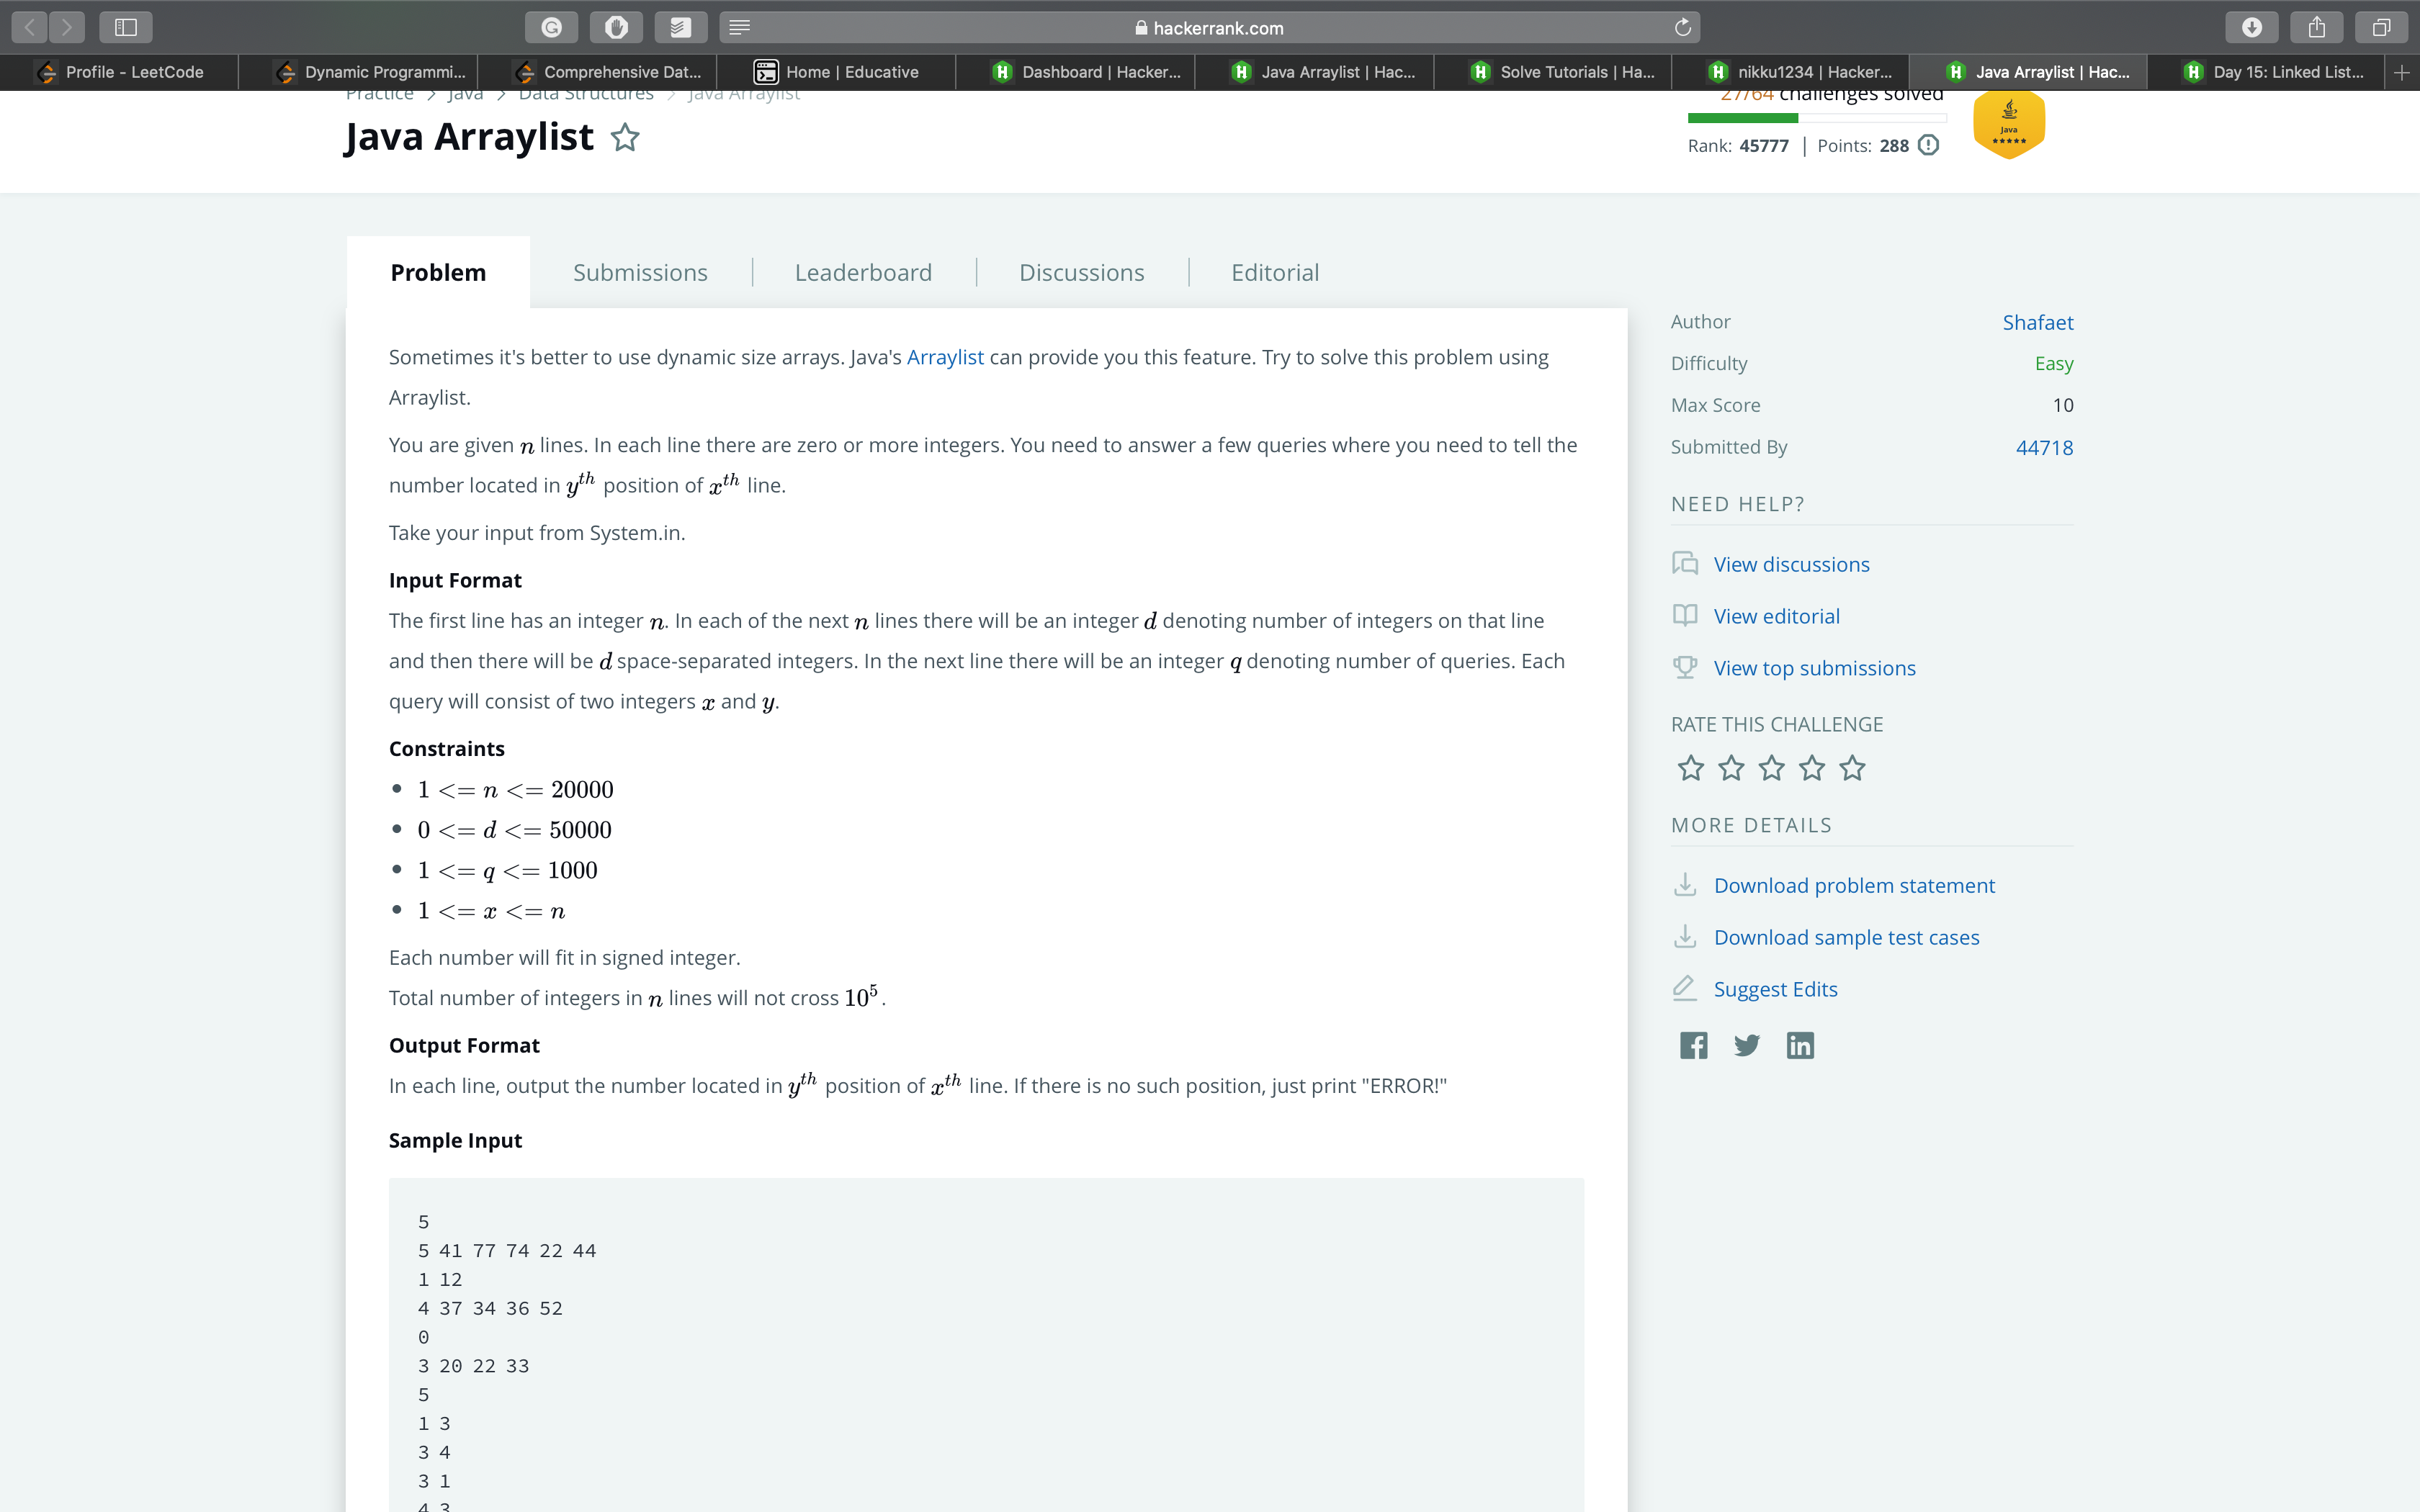 hackerrank.com
Profile - LeetCode
Dynamic Programmi...
Comprehensive Dat...
Home | Educative
Dashboard | Hacker...
Java Arraylist | Hac...
Solve Tutorials | Ha...
nikku1234 | Hacker...
Java Arraylist | Hac...
Day 15: Linked List...
Practice > Java > Data Structures > Java Arraylist
27/64 challenges solved
Java Arraylist
Rank: 45777 | Points: 288
Java
Problem
Submissions
Leaderboard
Discussions
Editorial
Sometimes it's better to use dynamic size arrays. Java's Arraylist can provide you this feature. Try to solve this problem using
Arraylist.
You are given n lines. In each line there are zero or more integers. You need to answer a few queries where you need to tell the
number located in y^th position of x^th line.
Take your input from System.in.
Input Format
The first line has an integer n. In each of the next n lines there will be an integer d denoting number of integers on that line
and then there will be d space-separated integers. In the next line there will be an integer q denoting number of queries. Each
query will consist of two integers x and y.
Constraints
• 1 <= n <= 20000
• 0 <= d <= 50000
• 1 <= q <= 1000
• 1 <= x <= n
Each number will fit in signed integer.
Total number of integers in n lines will not cross 10^5.
Output Format
In each line, output the number located in y^th position of x^th line. If there is no such position, just print "ERROR!"
Sample Input
5
5 41 77 74 22 44
1 12
4 37 34 36 52
0
3 20 22 33
5
1 3
3 4
3 1
4 3
Author Shafaet
Difficulty Easy
Max Score 10
Submitted By 44718
NEED HELP?
View discussions
View editorial
View top submissions
RATE THIS CHALLENGE
MORE DETAILS
Download problem statement
Download sample test cases
Suggest Edits